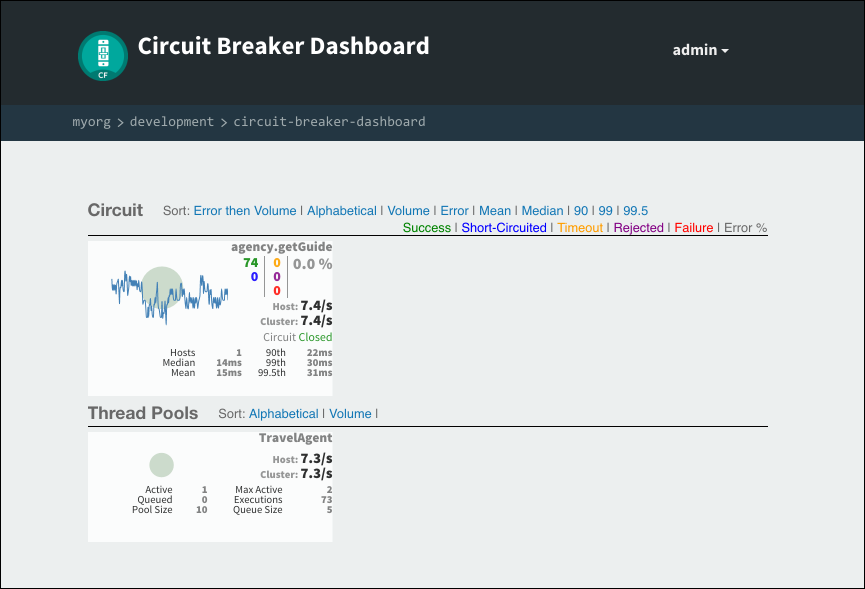 Circuit Breaker Dashboard
admin
CF
myorg > development > circuit-breaker-dashboard
Circuit Sort: Error then Volume | Alphabetical | Volume | Error | Mean | Median | 90 | 99 | 99.5
Success | Short-Circuited | Timeout | Rejected | Failure | Error %
agency.getGuide
74 0 0.0 %
0 0
0
Host: 7.4/s
Cluster: 7.4/s
Circuit Closed
Hosts 1 90th 22ms
Median 14ms 99th 30ms
Mean 15ms 99.5th 31ms
Thread Pools Sort: Alphabetical | Volume |
TravelAgent
Host: 7.3/s
Cluster: 7.3/s
Active 1 Max Active 2
Queued 0 Executions 73
Pool Size 10 Queue Size 5